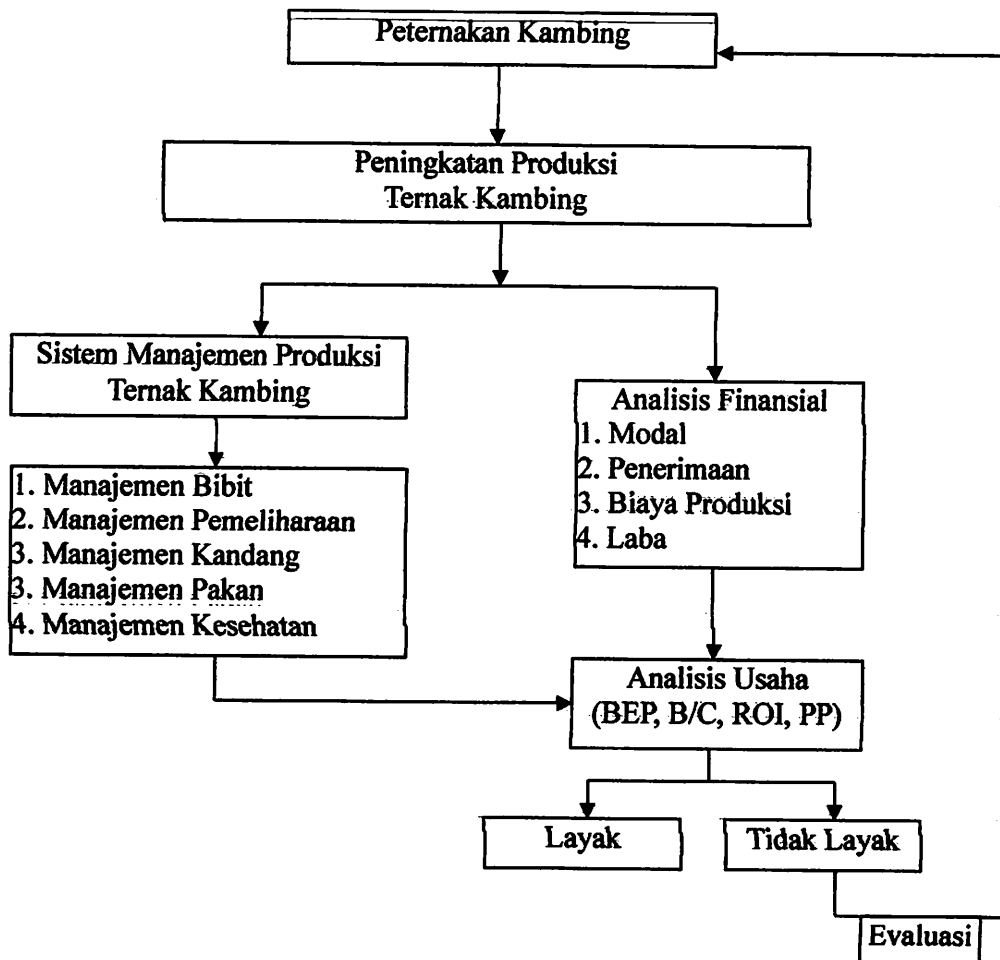 Peternakan Kambing
Peningkatan Produksi
Ternak Kambing
Sistem Manajemen Produksi
Ternak Kambing
1. Manajemen Bibit
2. Manajemen Pemeliharaan
3. Manajemen Kandang
3. Manajemen Pakan
4. Manajemen Kesehatan
Analisis Finansial
1. Modal
2. Penerimaan
3. Biaya Produksi
4. Laba
Analisis Usaha
(BEP, B/C, ROI, PP)
Layak
Tidak Layak
Evaluasi